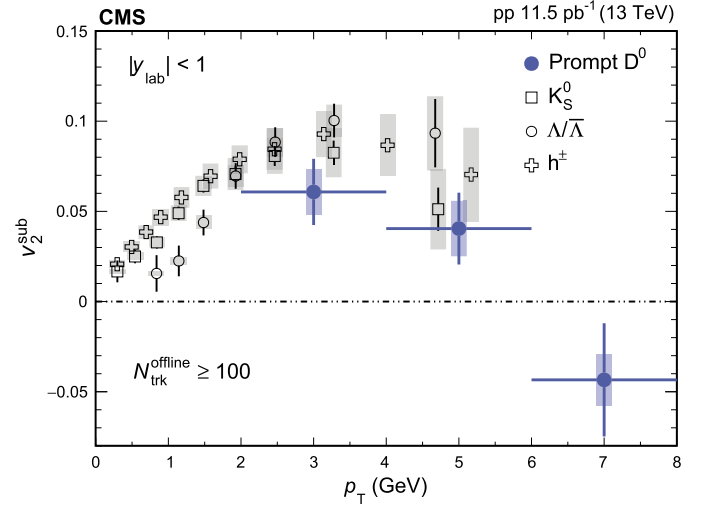 CMS pp 11.5 pb⁻¹ (13 TeV)
0.15
|y_lab| < 1
Prompt D⁰
K_S⁰
Λ/Λ̅
h±
0.1
0.05
0
−0.05
v₂^sub
N_trk^offline ≥ 100
0 1 2 3 4 5 6 7 8
p_T (GeV)